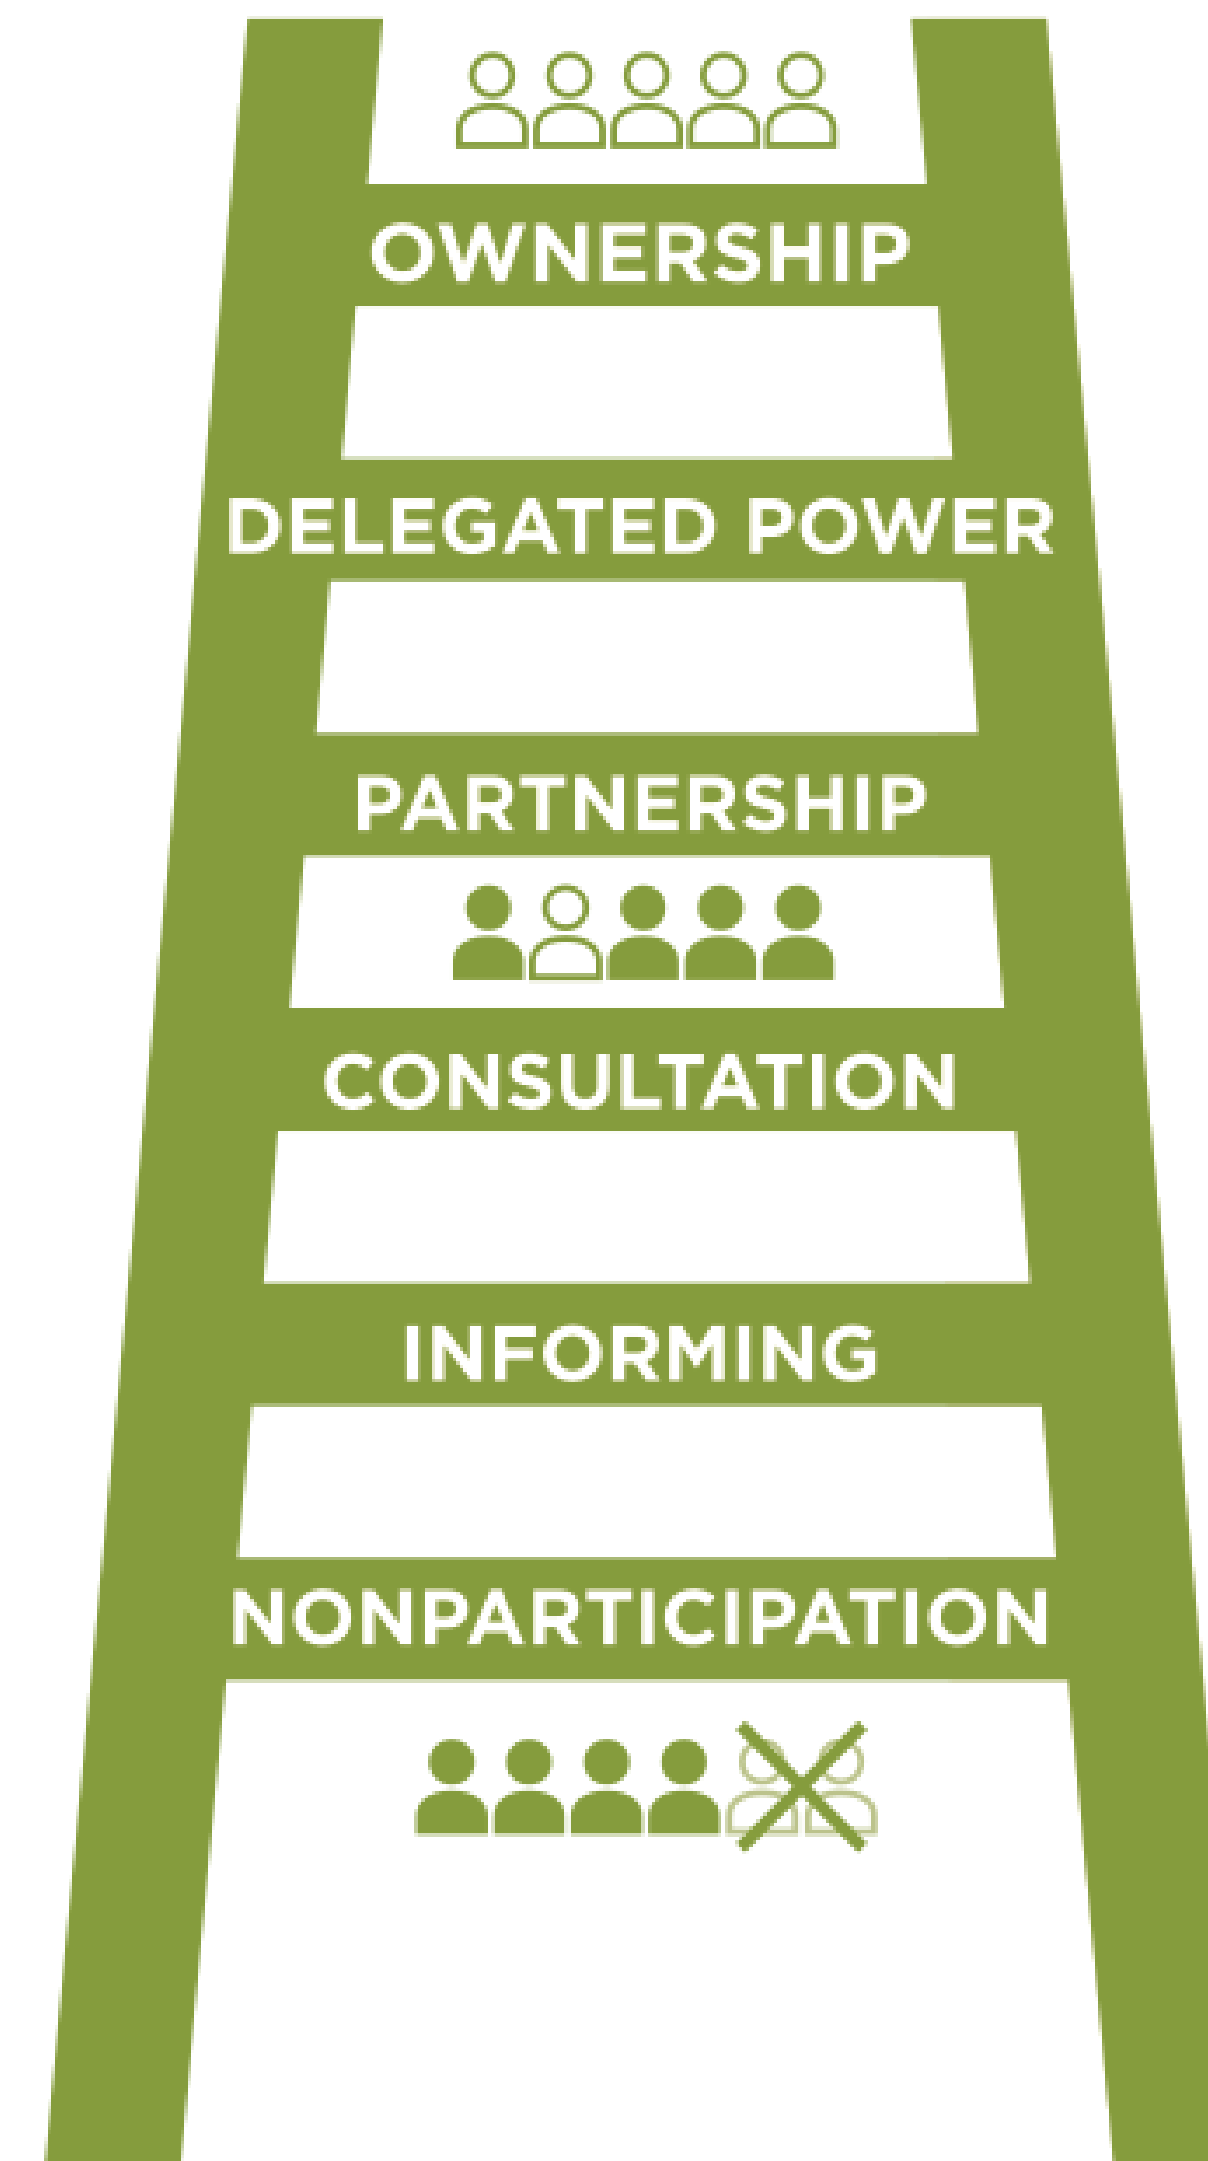 OWNERSHIP
DELEGATED POWER
PARTNERSHIP
CONSULTATION
INFORMING
NONPARTICIPATION